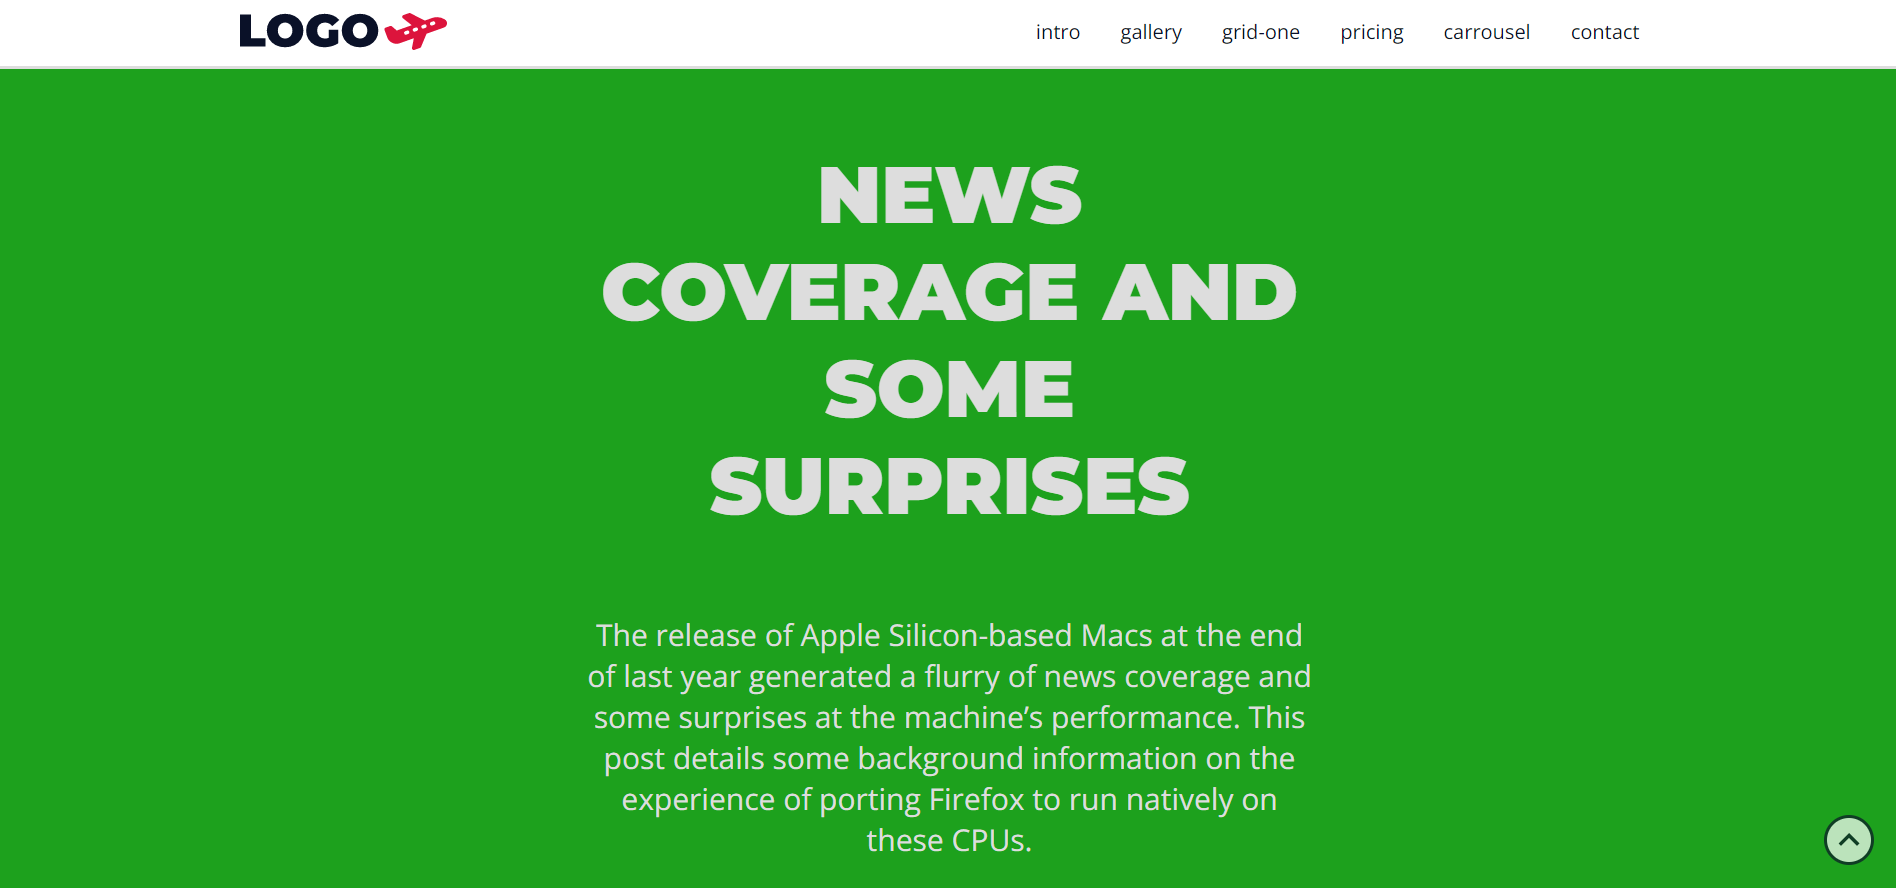 LOGO
intro gallery grid-one pricing carrousel contact
NEWS
COVERAGE AND
SOME
SURPRISES
The release of Apple Silicon-based Macs at the end
of last year generated a flurry of news coverage and
some surprises at the machine’s performance. This
post details some background information on the
experience of porting Firefox to run natively on
these CPUs.